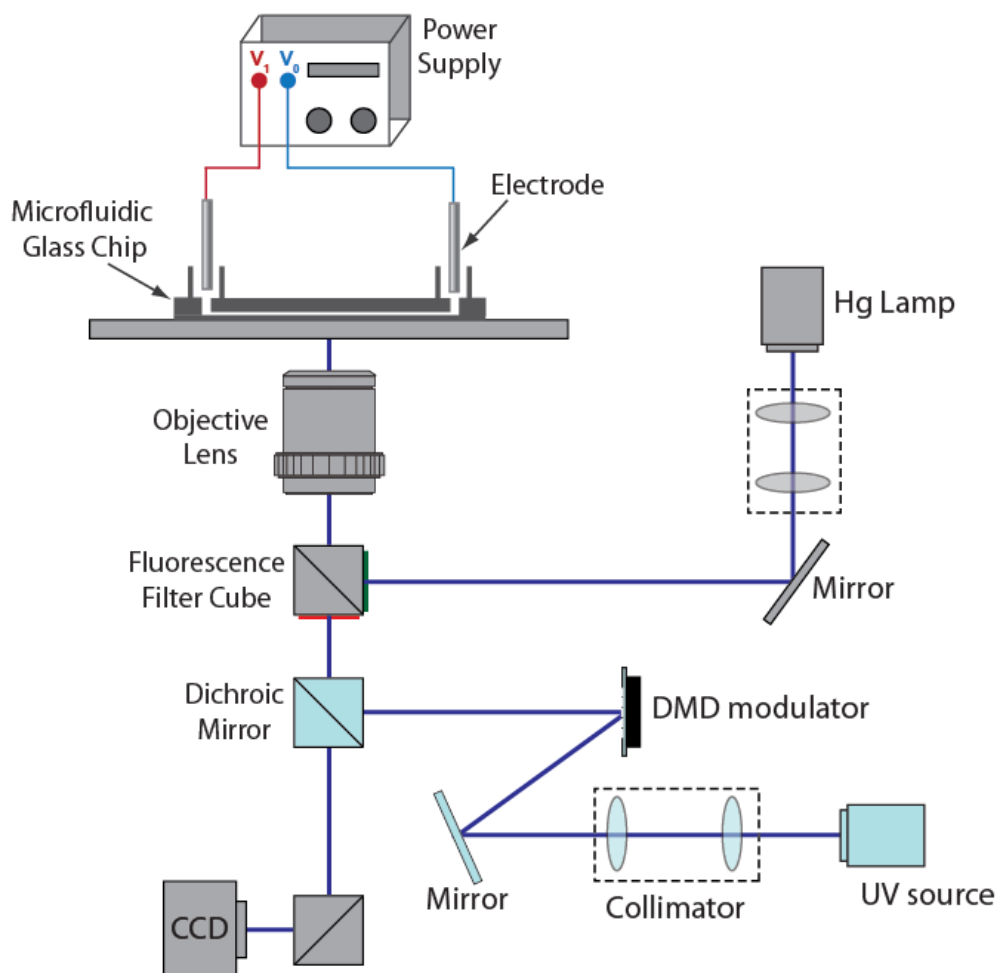 Power
Supply
V1 V0
Electrode
Microfluidic
Glass Chip
Hg Lamp
Objective
Lens
Fluorescence
Filter Cube
Mirror
Dichroic
Mirror
DMD modulator
Mirror
Collimator
UV source
CCD